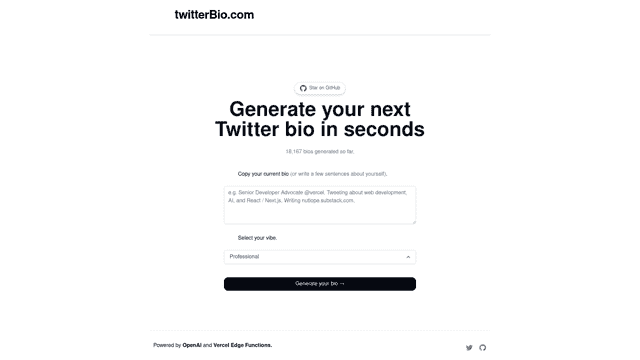 twitterBio.com
Star on GitHub
Generate your next
Twitter bio in seconds
18,167 bios generated so far.
Copy your current bio (or write a few sentences about yourself).
e.g. Senior Developer Advocate @vercel. Tweeting about web development,
AI, and React / Next.js. Writing nutlope.substack.com.
Select your vibe.
Professional
Generate your bio →
Powered by OpenAI and Vercel Edge Functions.